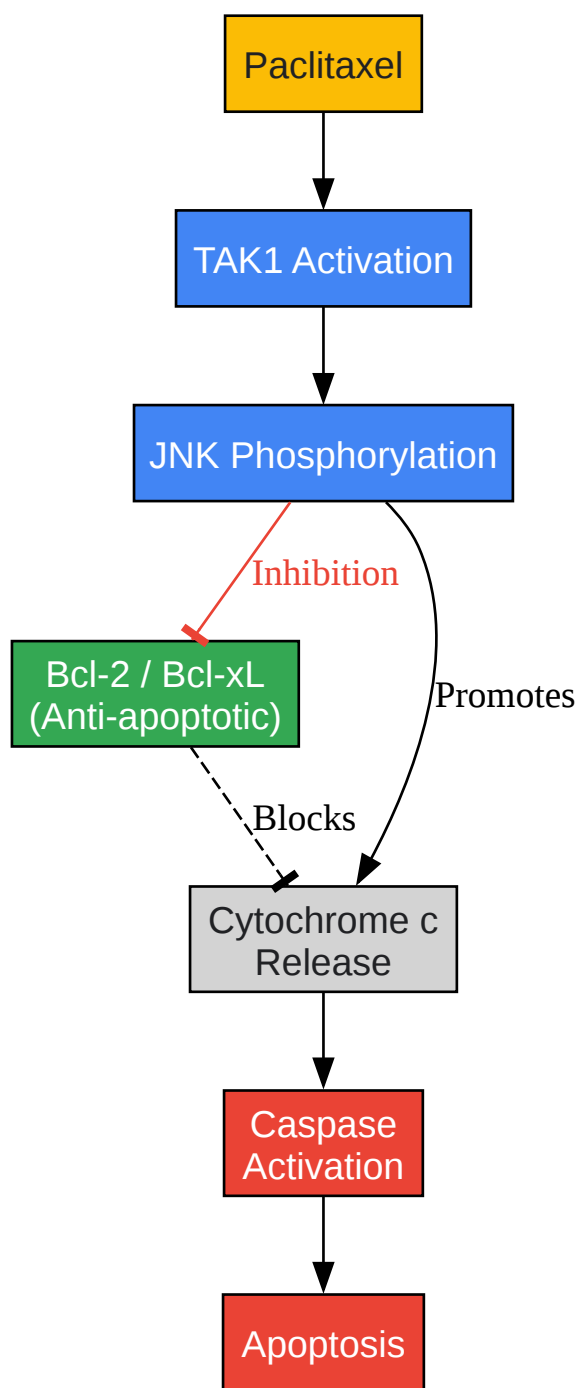 Paclitaxel
TAK1 Activation
JNK Phosphorylation
Inhibition
Bcl-2 / Bcl-xL
(Anti-apoptotic)
Promotes
Blocks
Cytochrome c
Release
Caspase
Activation
Apoptosis